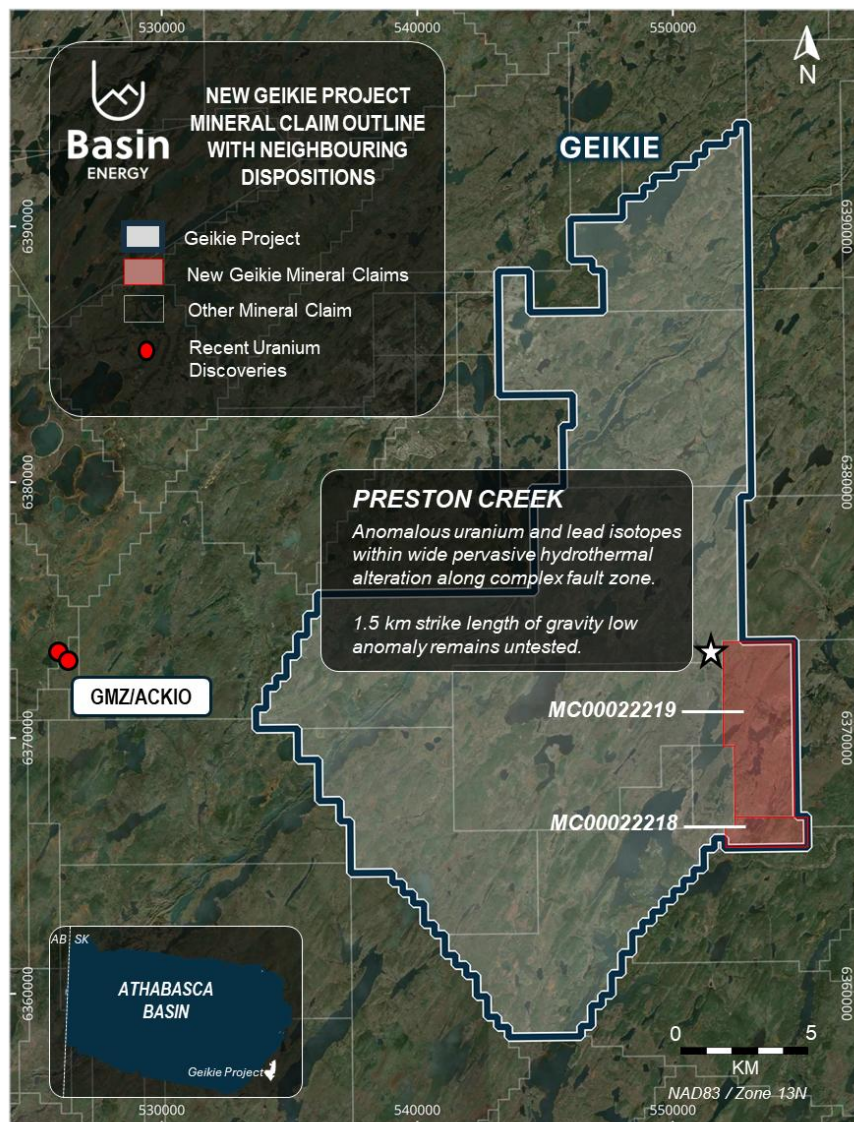 530000
540000
550000
N
Basin
ENERGY
NEW GEIKIE PROJECT
MINERAL CLAIM OUTLINE
WITH NEIGHBOURING
DISPOSITIONS
Geikie Project
New Geikie Mineral Claims
Other Mineral Claim
Recent Uranium
Discoveries
GEIKIE
6390000
6390000
6380000
6380000
PRESTON CREEK
Anomalous uranium and lead isotopes
within wide pervasive hydrothermal
alteration along complex fault zone.
1.5 km strike length of gravity low
anomaly remains untested.
GMZ/ACKIO
MC00022219
6370000
6370000
MC00022218
AB
SK
ATHABASCA
BASIN
Geikie Project
6360000
6360000
0
5
KM
NAD83 / Zone 13N
530000
540000
550000